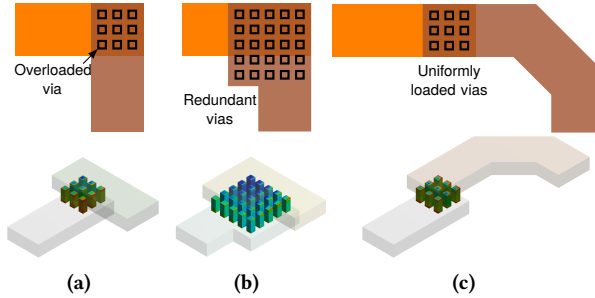 Overloaded
via
Redundant
vias
Uniformly
loaded vias
(a)
(b)
(c)